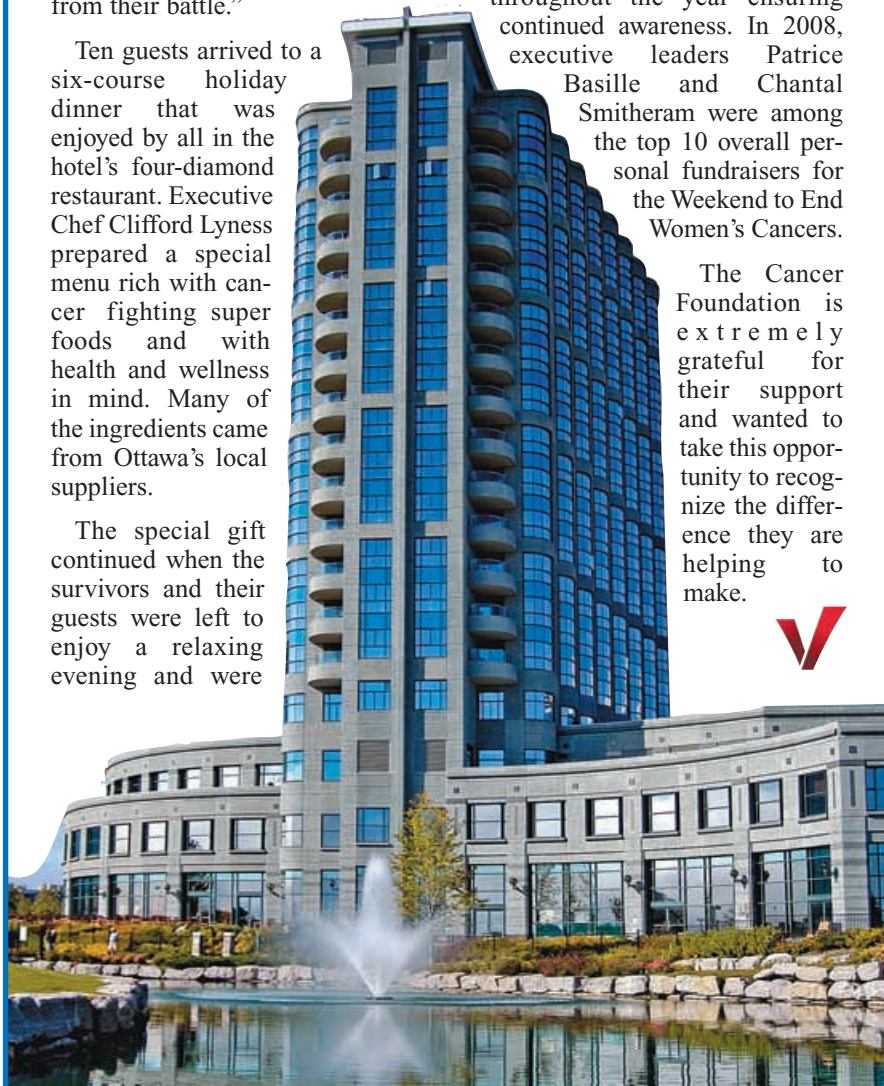 from their battle.”
Ten guests arrived to a
six-course holiday
dinner that was
enjoyed by all in the
hotel’s four-diamond
restaurant. Executive
Chef Clifford Lyness
prepared a special
menu rich with can-
cer fighting super
foods and with
health and wellness
in mind. Many of
the ingredients came
from Ottawa’s local
suppliers.
The special gift
continued when the
survivors and their
guests were left to
enjoy a relaxing
evening and were
throughout the year ensuring
continued awareness. In 2008,
executive leaders Patrice
Basille and Chantal
Smitheram were among
the top 10 overall per-
sonal fundraisers for
the Weekend to End
Women’s Cancers.
The Cancer
Foundation is
extremely
grateful for
their support
and wanted to
take this oppor-
tunity to recog-
nize the differ-
ence they are
helping to
make.